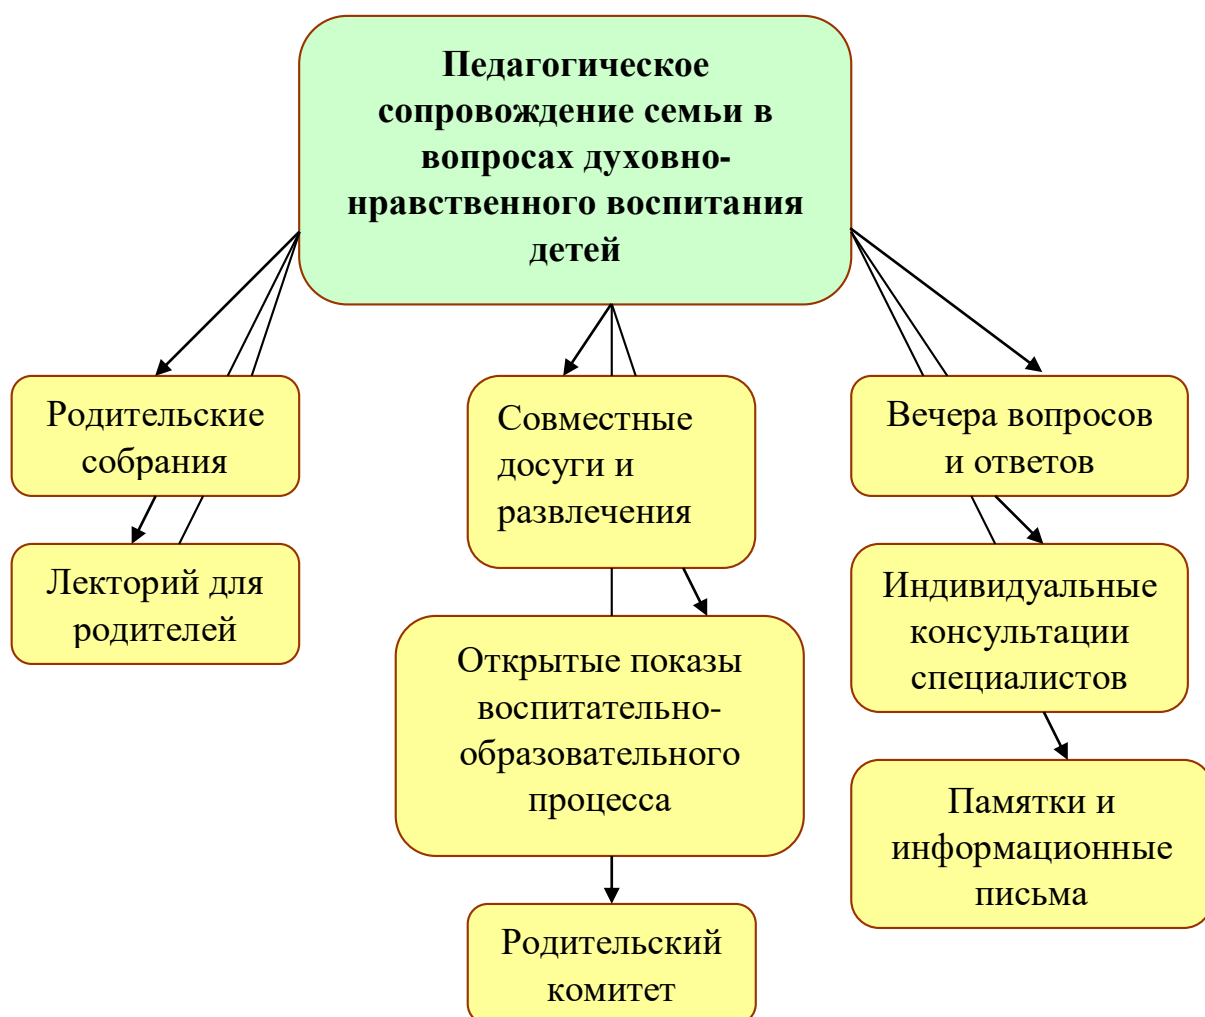 Педагогическое
сопровождение семьи в
вопросах духовно-
нравственного воспитания
детей
Родительские
собрания
Лекторий для
родителей
Совместные
досуги и
развлечения
Открытые показы
воспитательно-
образовательного
процесса
Родительский
комитет
Вечера вопросов
и ответов
Индивидуальные
консультации
специалистов
Памятки и
информационные
письма